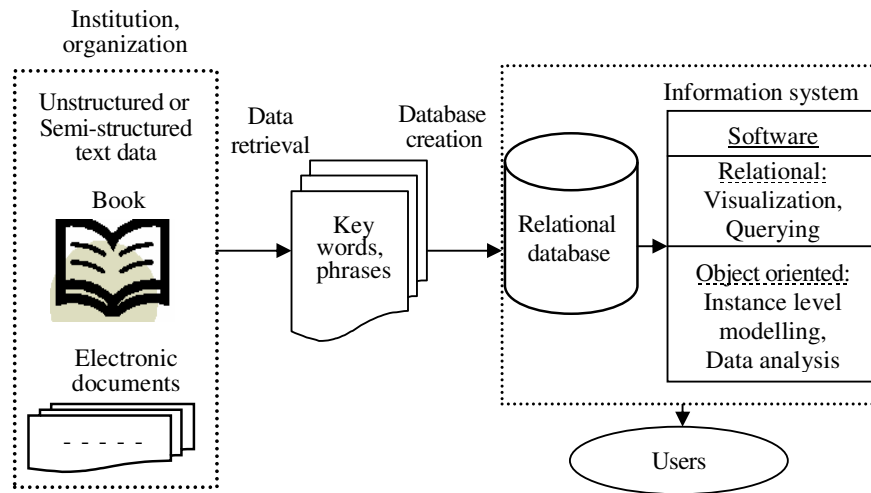 Institution,
organization
Unstructured or
Semi-structured
text data
Book
Electronic
documents
- - - - -
Data
retrieval
Key
words,
phrases
Database
creation
Relational
database
Information system
Software
Relational:
Visualization,
Querying
Object oriented:
Instance level
modelling,
Data analysis
Users